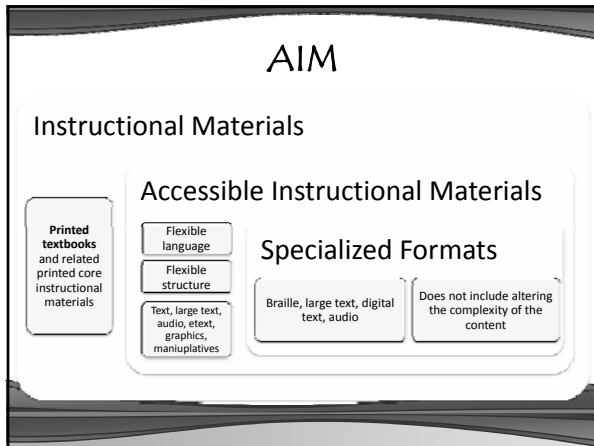 AIM
Instructional Materials
Printed
textbooks
and related
printed core
instructional
materials
Accessible Instructional Materials
Flexible
language
Flexible
structure
Text, large text,
audio, etext,
graphics,
maniuplatives
Specialized Formats
Braille, large text, digital
text, audio
Does not include altering
the complexity of the
content